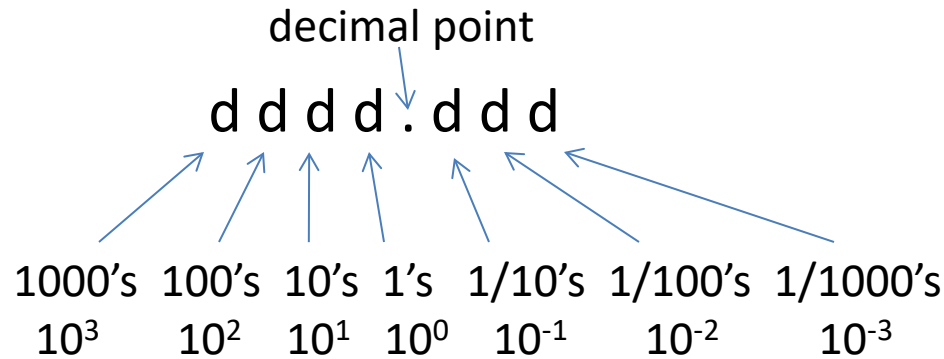 decimal point
d d d d . d d d
1000’s 100’s 10’s 1’s 1/10’s 1/100’s 1/1000’s
10³ 10² 10¹ 10⁰ 10⁻¹ 10⁻² 10⁻³